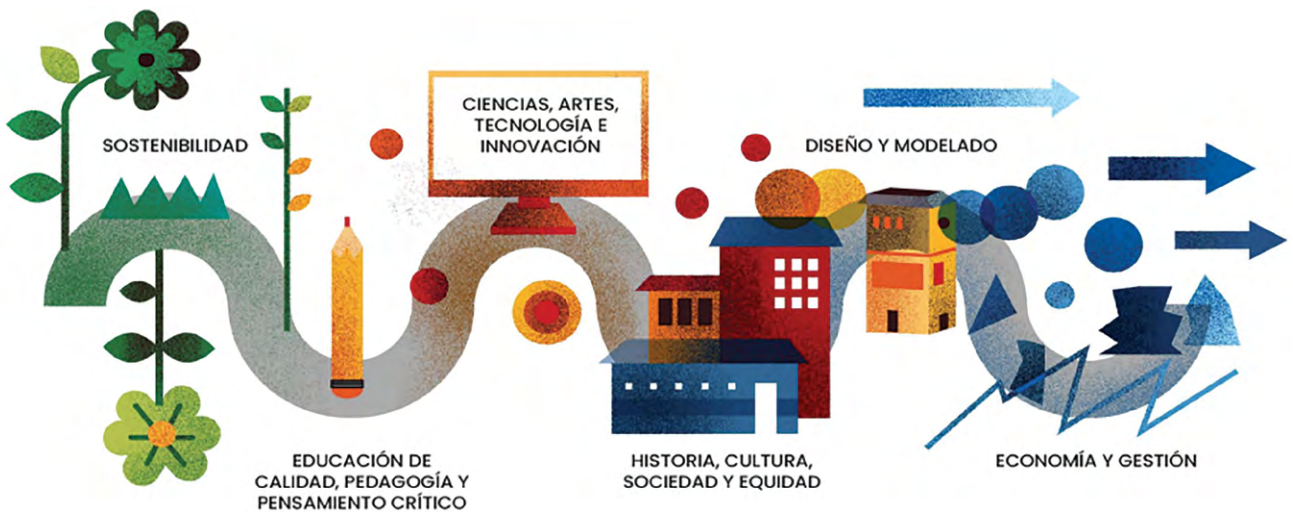 SOSTENIBILIDAD
EDUCACIÓN DE
CALIDAD, PEDAGOGÍA Y
PENSAMIENTO CRÍTICO
CIENCIAS, ARTES,
TECNOLOGÍA E
INNOVACIÓN
HISTORIA, CULTURA,
SOCIEDAD Y EQUIDAD
DISEÑO Y MODELADO
ECONOMÍA Y GESTIÓN